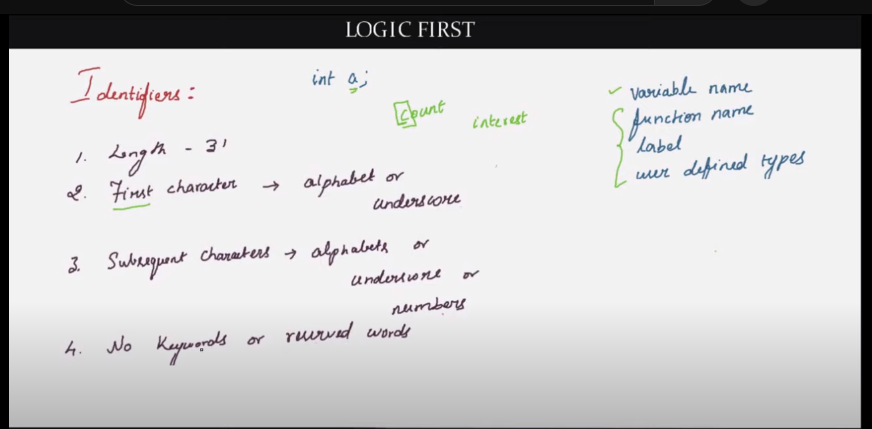 LOGIC FIRST
Identifiers:
int a;
count
interest
variable name
function name
label
user defined types
1. Length - 31
2. First character → alphabet or
underscore
3. Subsequent characters → alphabets or
underscore or
numbers
4. No keywords or reserved words